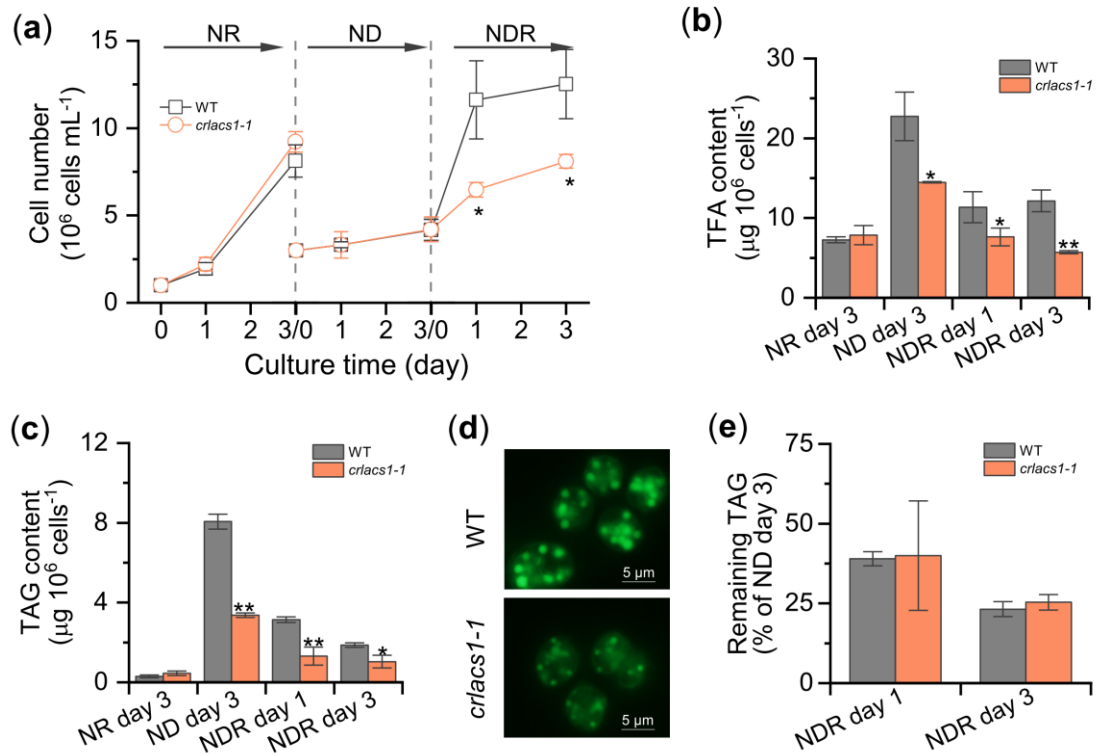 (a)
NR
ND
NDR
WT
crlacs1-1
Cell number
(10⁶ cells mL⁻¹)
15
10
5
0
0 1 2 3/0 1 2 3/0 1 2 3
Culture time (day)
*
*
(b)
WT
crlacs1-1
TFA content
(µg 10⁶ cells⁻¹)
30
20
10
0
*
*
**
NR day 3
ND day 3
NDR day 1
NDR day 3
(c)
WT
crlacs1-1
TAG content
(µg 10⁶ cells⁻¹)
12
8
4
0
**
**
*
NR day 3
ND day 3
NDR day 1
NDR day 3
(d)
WT
5 µm
crlacs1-1
5 µm
(e)
WT
crlacs1-1
Remaining TAG
(% of ND day 3)
75
50
25
0
NDR day 1
NDR day 3